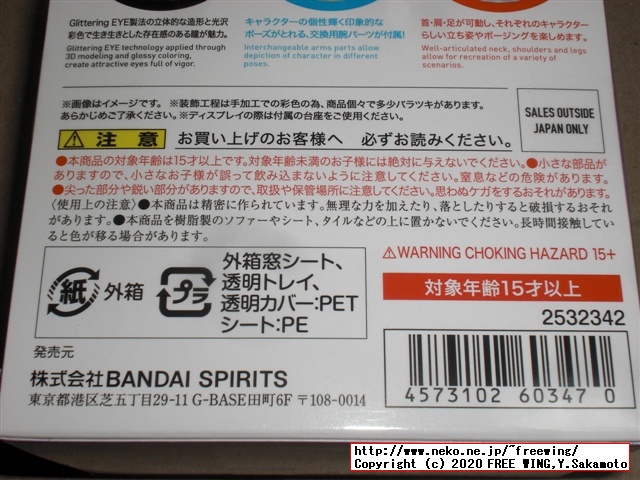 Glittering EYE製法の立体的な造形と光沢
彩色で生き生きとした存在感のある瞳が魅力。
Glittering EYE technology applied through
3D modeling and glossy coloring,
create attractive eyes full of vigor.
キャラクターの個性輝く印象的な
ポーズがとれる、交換用腕パーツが付属!
Interchangeable arms parts allow
depiction of character in different
poses.
首・肩・足が可動し、それぞれのキャラクター
らしい立ち姿やポージングを楽しめます。
Well-articulated neck, shoulders and legs
allow for recreation of a variety of
scenarios.
※画像はイメージです。 ※装飾工程は手加工での彩色の為、商品個々で多少バラツキがあります。
あらかじめご了承ください。※ディスプレイの際は付属の台座をご使用ください。
SALES OUTSIDE
JAPAN ONLY
注意 お買い上げのお客様へ 必ずお読みください。
●本商品の対象年齢は15才以上です。対象年齢未満のお子様には絶対に与えないでください。●小さな部品が
ありますので、小さなお子様が誤って飲み込まないように注意してください。窒息などの危険があります。
●尖った部分や鋭い部分がありますので、取扱や保管場所に注意してください。思わぬケガをするおそれがあります。
〈使用上の注意〉●本商品は精密に作られています。無理な力を加えたり、落としたりすると破損するおそれ
があります。●本商品を樹脂製のソファーやシート、タイルなどの上に置かないでください。長時間接触してい
ると色が移る場合があります。
紙 外箱
プラ
外箱窓シート、
透明トレイ、
透明カバー:PET
シート:PE
WARNING CHOKING HAZARD 15+
対象年齢15才以上
2532342
4573102 60347 0
発売元
株式会社BANDAI SPIRITS
東京都港区芝五丁目29-11 G-BASE田町6F 〒108-0014
http://www.neko.ne.jp/~freewing/
Copyright (c) 2020 FREE WING,Y.Sakamoto